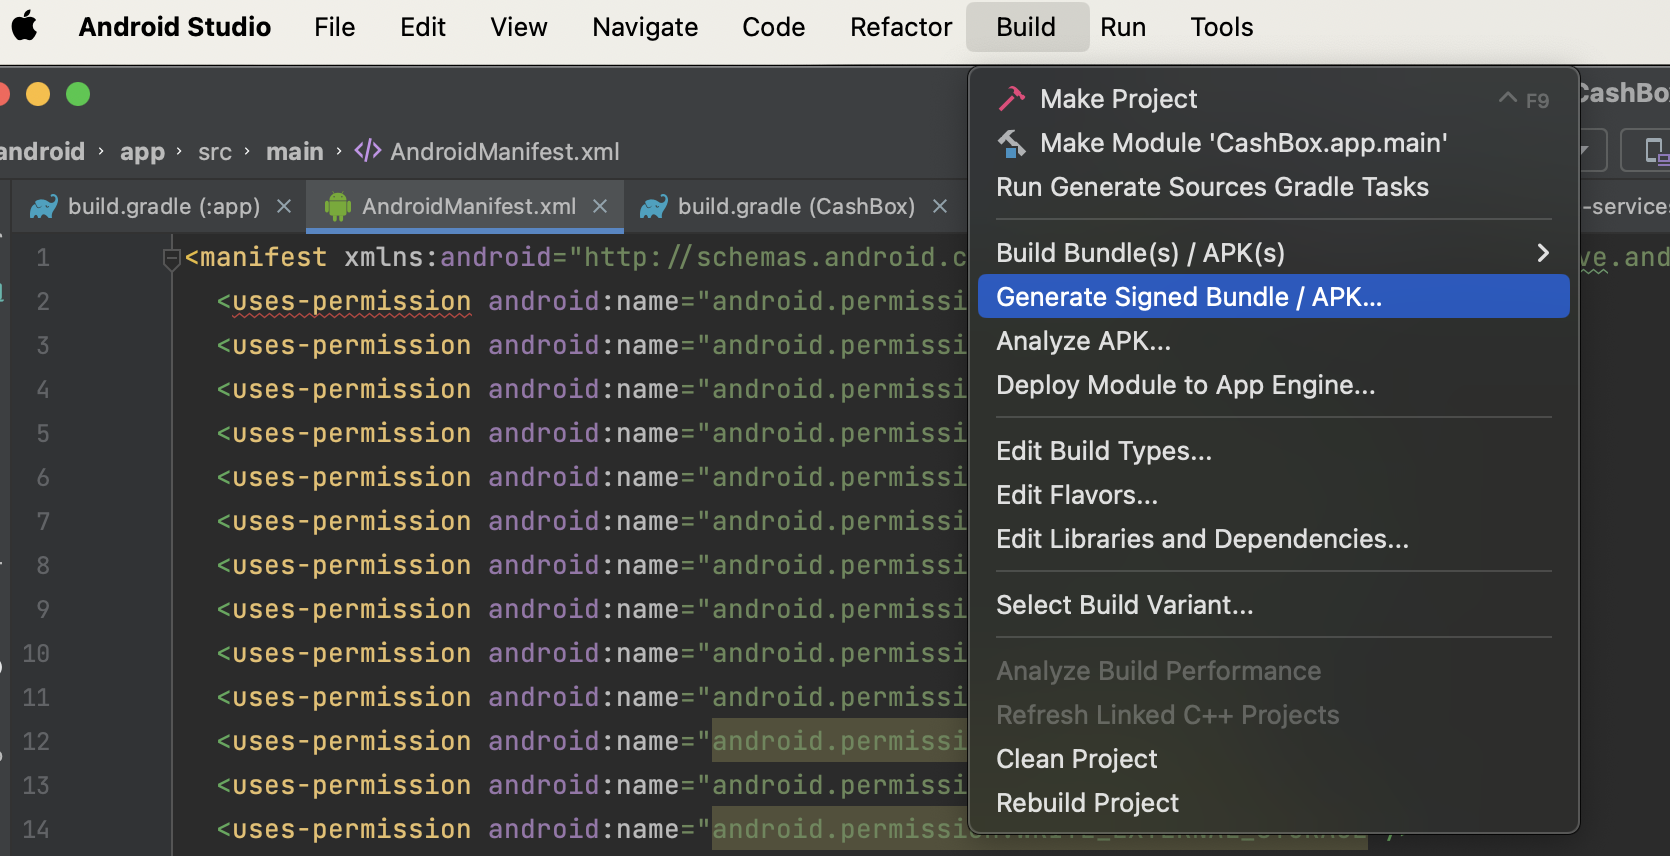 Android Studio File Edit View Navigate Code Refactor Build Run Tools
android › app › src › main › </> AndroidManifest.xml
build.gradle (:app) AndroidManifest.xml build.gradle (CashBox)
1 <manifest xmlns:android="http://schemas.android.c
2 <uses-permission android:name="android.permissi
3 <uses-permission android:name="android.permissi
4 <uses-permission android:name="android.permissi
5 <uses-permission android:name="android.permissi
6 <uses-permission android:name="android.permissi
7 <uses-permission android:name="android.permissi
8 <uses-permission android:name="android.permissi
9 <uses-permission android:name="android.permissi
10 <uses-permission android:name="android.permissi
11 <uses-permission android:name="android.permissi
12 <uses-permission android:name="android.permissi
13 <uses-permission android:name="android.permissi
14 <uses-permission android:name="android.permiss
Make Project ^ F9
Make Module 'CashBox.app.main'
Run Generate Sources Gradle Tasks
Build Bundle(s) / APK(s)
Generate Signed Bundle / APK...
Analyze APK...
Deploy Module to App Engine...
Edit Build Types...
Edit Flavors...
Edit Libraries and Dependencies...
Select Build Variant...
Analyze Build Performance
Refresh Linked C++ Projects
Clean Project
Rebuild Project
CashBo
-service
ve.and